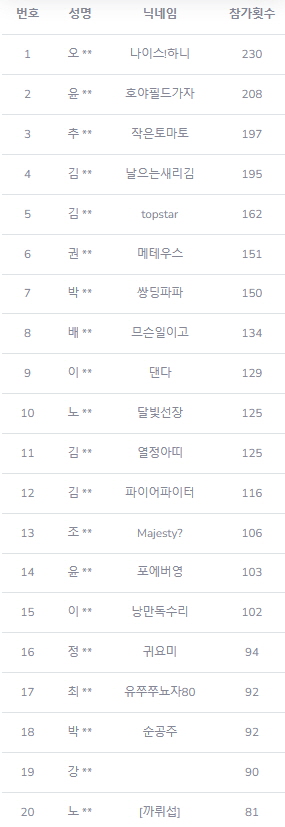 번호 성명 닉네임 참가횟수
1 오 ** 나이스!하니 230
2 윤 ** 호야필드가자 208
3 추 ** 작은토마토 197
4 김 ** 날으는새리김 195
5 김 ** topstar 162
6 권 ** 메테우스 151
7 박 ** 쌍딩파파 150
8 배 ** 므슨일이고 134
9 이 ** 댄다 129
10 노 ** 달빛선장 125
11 김 ** 열정아띠 125
12 김 ** 파이어파이터 116
13 조 ** Majesty? 106
14 윤 ** 포에버영 103
15 이 ** 낭만독수리 102
16 정 ** 귀요미 94
17 최 ** 유쭈쭈뇨자80 92
18 박 ** 순공주 92
19 강 ** 90
20 노 ** [까뤼섭] 81